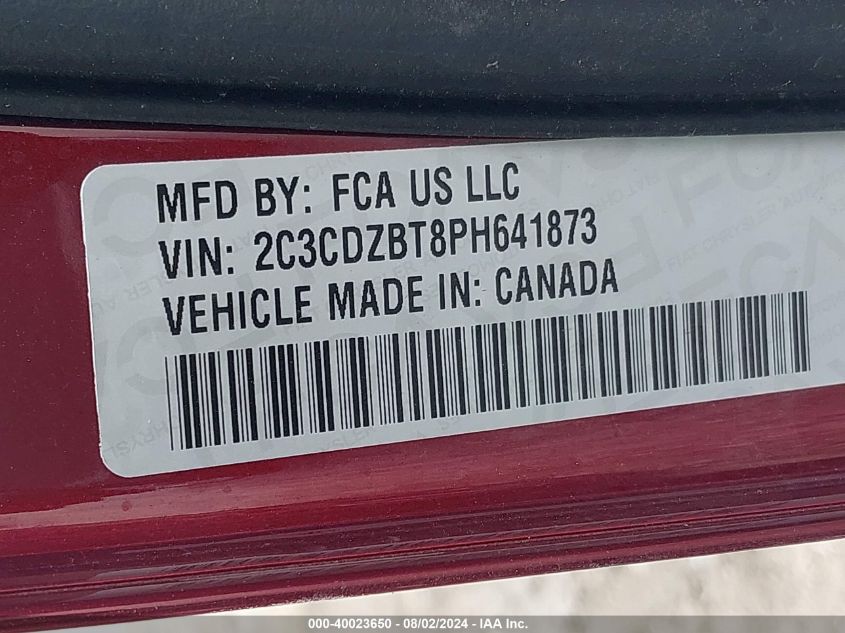 MFD BY: FCA US LLC
VIN: 2C3CDZBT8PH641873
VEHICLE MADE IN: CANADA
000-40023650 - 08/02/2024 - IAA Inc.